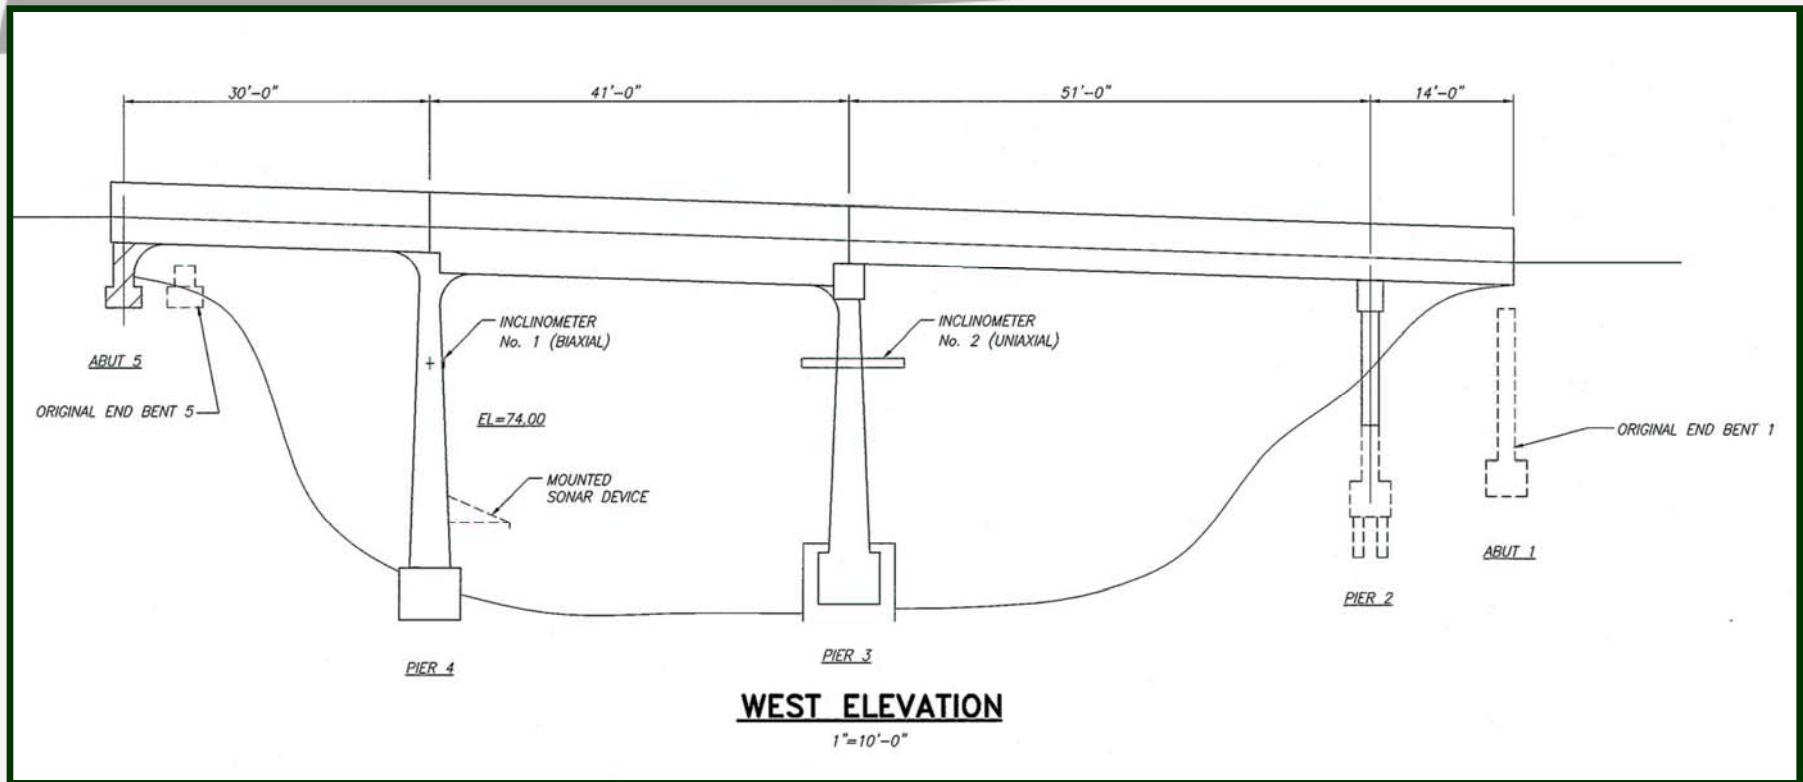 30'-0"
41'-0"
51'-0"
14'-0"
INCLINOMETER
No. 1 (BIAXIAL)
INCLINOMETER
No. 2 (UNIAXIAL)
ABUT 5
ORIGINAL END BENT 5
EL=74.00
ORIGINAL END BENT 1
MOUNTED
SONAR DEVICE
ABUT 1
PIER 2
PIER 3
PIER 4
WEST ELEVATION
1"=10'-0"